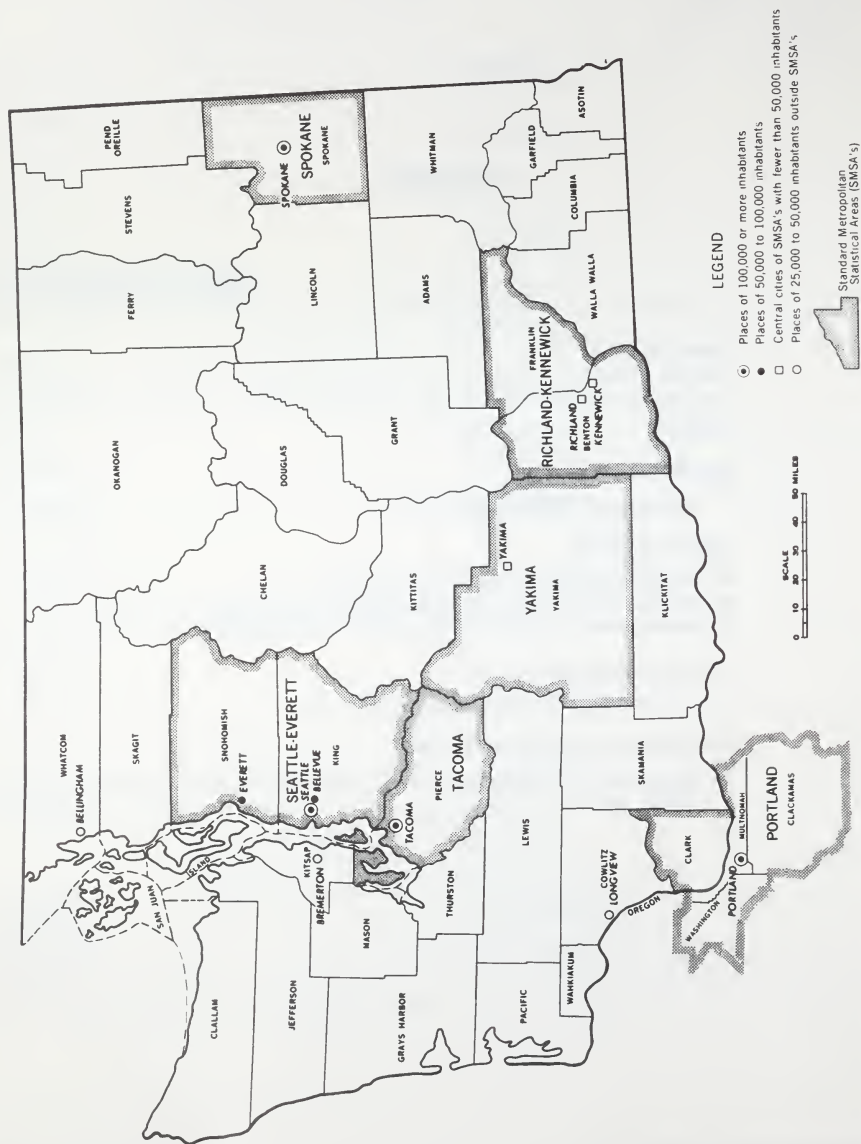 WHATCOM
BELLINGHAM
SAN JUAN
SKAGIT
ISLAND
CLALLAM
SNOHOMISH
EVERETT
JEFFERSON
KITSAP
BREMERTON
SEATTLE-EVERETT
SEATTLE
BELLEVUE
KING
MASON
GRAYS HARBOR
TACOMA
PIERCE
TACOMA
THURSTON
PACIFIC
LEWIS
WAHKIAKUM
COWLITZ
LONGVIEW
SKAMANIA
CLARK
OREGON
WASHINGTON
MULTNOMAH
PORTLAND
PORTLAND
CLACKAMAS
OKANOGAN
CHELAN
DOUGLAS
KITTITAS
GRANT
YAKIMA
YAKIMA
YAKIMA
KLICKITAT
FERRY
STEVENS
PEND
OREILLE
LINCOLN
SPOKANE
SPOKANE
SPOKANE
ADAMS
WHITMAN
FRANKLIN
RICHLAND-KENNEWICK
RICHLAND
BENTON
KENNEWICK
WALLA WALLA
COLUMBIA
GARFIELD
ASOTIN
SCALE
0 10 20 30 40 50 MILES
LEGEND
Places of 100,000 or more inhabitants
Places of 50,000 to 100,000 inhabitants
Central cities of SMSA's with fewer than 50,000 inhabitants
Places of 25,000 to 50,000 inhabitants outside SMSA's
Standard Metropolitan
Statistical Areas (SMSA's)